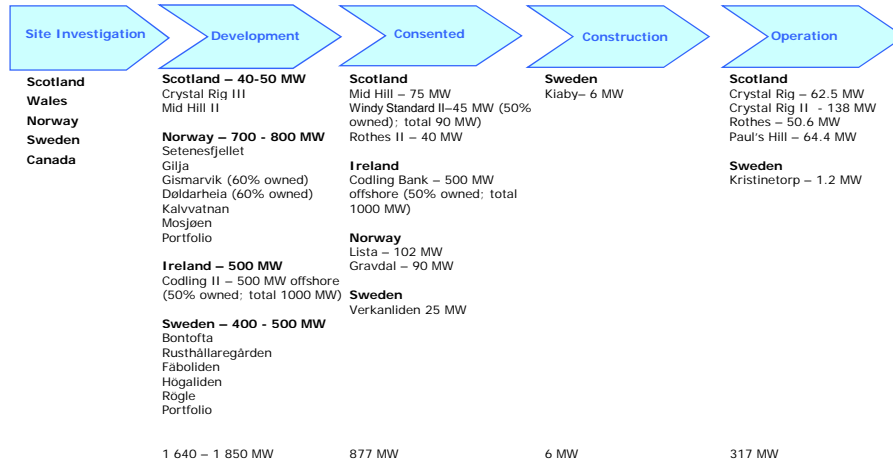 Site Investigation
Development
Consented
Construction
Operation
Scotland
Wales
Norway
Sweden
Canada
Scotland – 40-50 MW
Crystal Rig III
Mid Hill II
Norway - 700 - 800 MW
Setenesfjellet
Gilja
Gismarvik (60% owned)
Døldarheia (60% owned)
Kalvvatnan
Mosjøen
Portfolio
Ireland – 500 MW
Codling II – 500 MW offshore
(50% owned; total 1000 MW)
Sweden – 400 - 500 MW
Bontofta
Rusthållaregården
Fäboliden
Högaliden
Rögle
Portfolio
1 640 – 1 850 MW
Scotland
Mid Hill – 75 MW
Windy Standard II–45 MW (50%
owned); total 90 MW)
Rothes II – 40 MW
Ireland
Codling Bank – 500 MW
offshore (50% owned; total
1000 MW)
Norway
Lista – 102 MW
Gravdal – 90 MW
Sweden
Verkanliden 25 MW
877 MW
Sweden
Kiaby– 6 MW
6 MW
Scotland
Crystal Rig – 62.5 MW
Crystal Rig II - 138 MW
Rothes – 50.6 MW
Paul's Hill – 64.4 MW
Sweden
Kristinetorp – 1.2 MW
317 MW